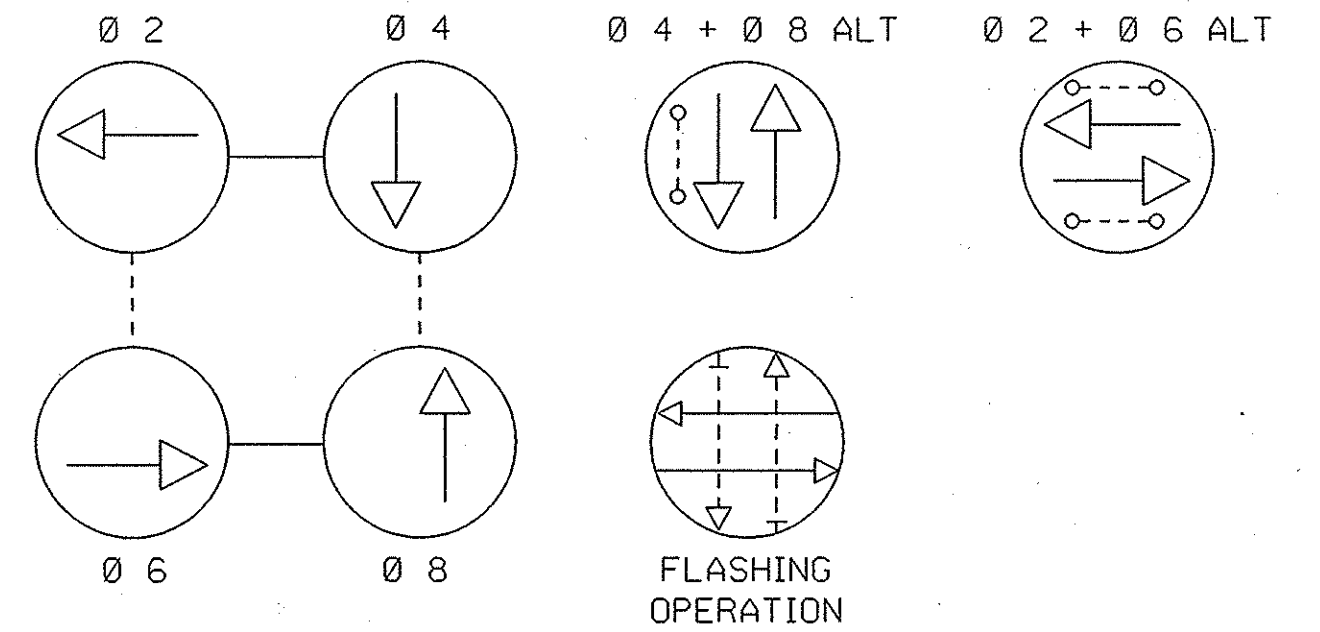 Ø 2
Ø 4
Ø 4 + Ø 8 ALT
Ø 2 + Ø 6 ALT
Ø 6
Ø 8
FLASHING
OPERATION